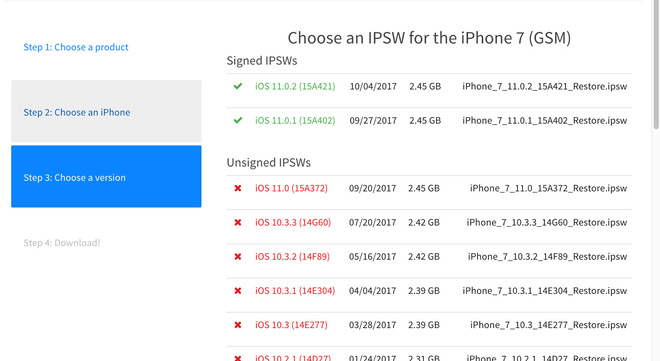 Choose an IPSW for the iPhone 7 (GSM)
Step 1: Choose a product
Step 2: Choose an iPhone
Step 3: Choose a version
Step 4: Download!
Signed IPSWs
iOS 11.0.2 (15A421) 10/04/2017 2.45 GB iPhone_7_11.0.2_15A421_Restore.ipsw
iOS 11.0.1 (15A402) 09/27/2017 2.45 GB iPhone_7_11.0.1_15A402_Restore.ipsw
Unsigned IPSWs
iOS 11.0 (15A372) 09/20/2017 2.45 GB iPhone_7_11.0_15A372_Restore.ipsw
iOS 10.3.3 (14G60) 07/20/2017 2.42 GB iPhone_7_10.3.3_14G60_Restore.ipsw
iOS 10.3.2 (14F89) 05/16/2017 2.42 GB iPhone_7_10.3.2_14F89_Restore.ipsw
iOS 10.3.1 (14E304) 04/04/2017 2.39 GB iPhone_7_10.3.1_14E304_Restore.ipsw
iOS 10.3 (14E277) 03/28/2017 2.39 GB iPhone_7_10.3_14E277_Restore.ipsw
iOS 10.2.1 (14D27) 01/24/2017 2.31 GB iPhone_7_10.2.1_14D27_Restore.ipsw